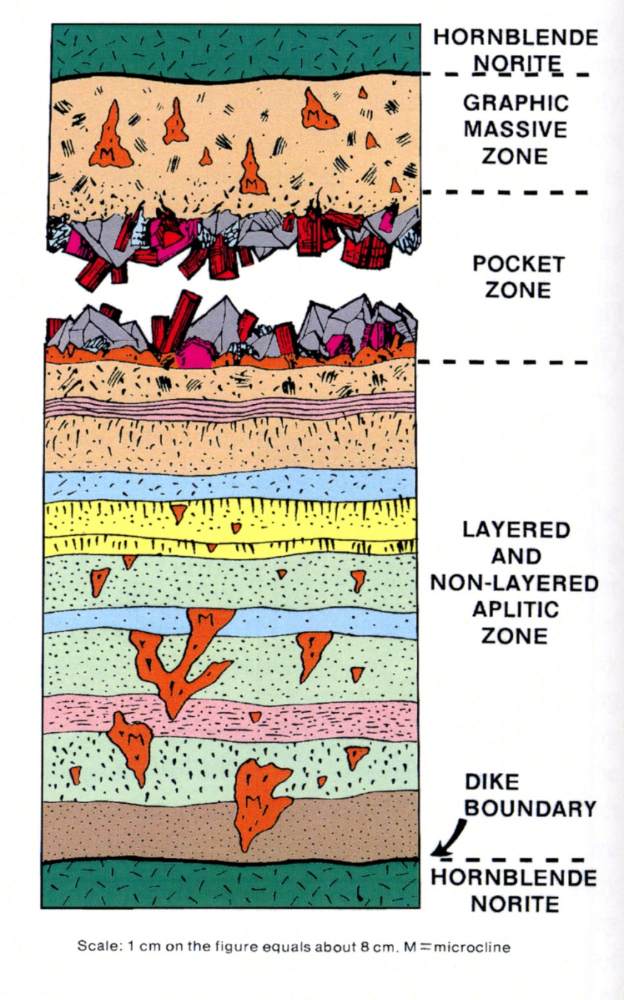 HORNBLENDE
NORITE
GRAPHIC
MASSIVE
ZONE
M
M
M
POCKET
ZONE
LAYERED
AND
NON-LAYERED
APLITIC
ZONE
M
M
M
DIKE
BOUNDARY
HORNBLENDE
NORITE
Scale: 1 cm on the figure equals about 8 cm. M = microcline